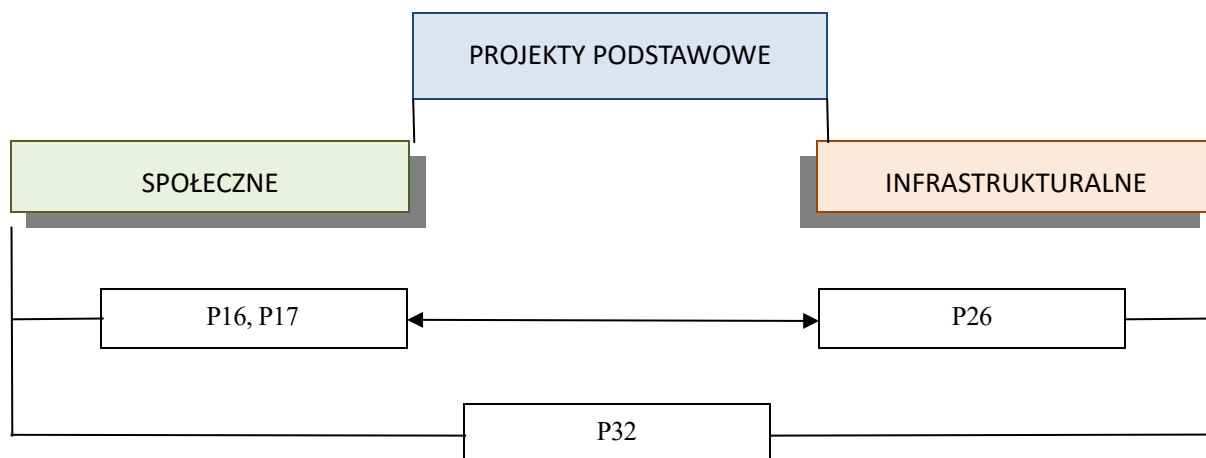 PROJEKTY PODSTAWOWE
SPOŁECZNE
INFRASTRUKTURALNE
P16, P17
P26
P32